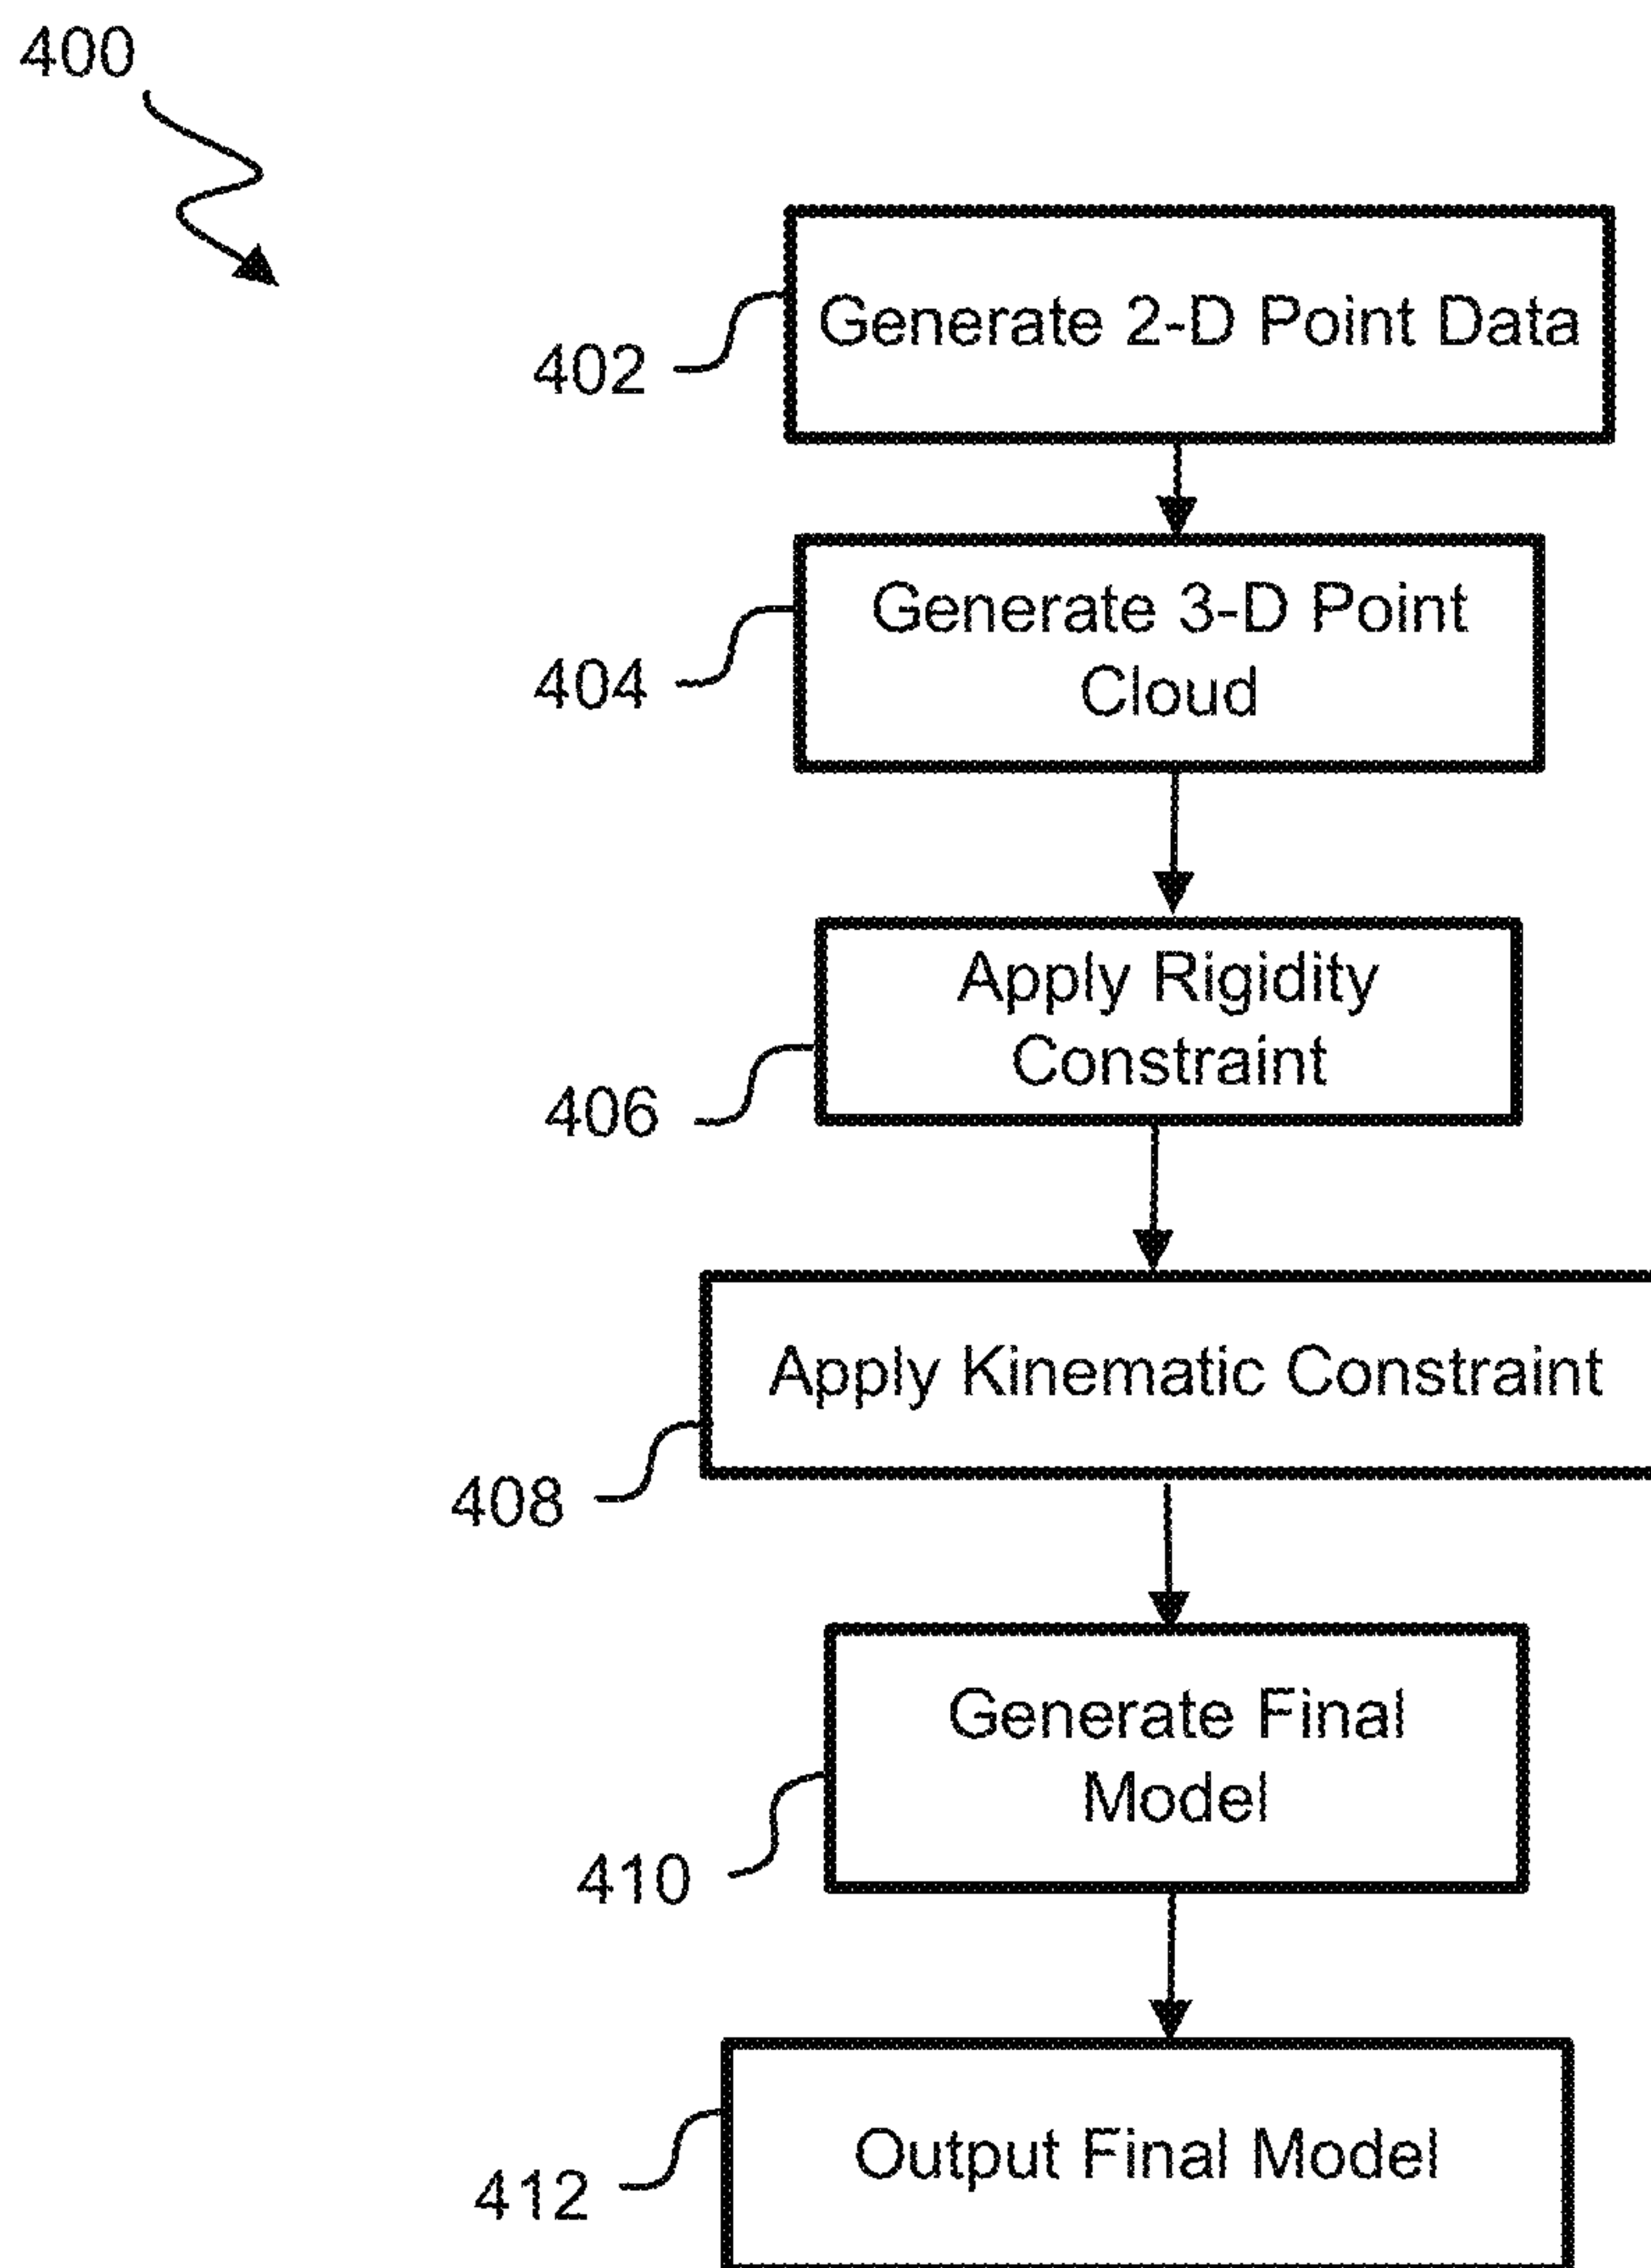 400
Generate 2-D Point Data
402
Generate 3-D Point
Cloud
404
Apply Rigidity
Constraint
406
Apply Kinematic Constraint
408
Generate Final
Model
410
Output Final Model
412